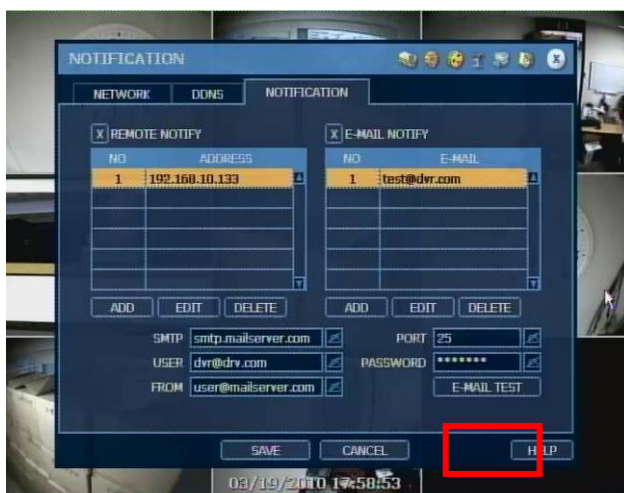 NOTIFICATION
NETWORK DDNS NOTIFICATION
X REMOTE NOTIFY X E-MAIL NOTIFY
NO ADDRESS NO E-MAIL
1 192.168.10.133 1 test@dvr.com
ADD EDIT DELETE ADD EDIT DELETE
SMTP smtp.mailserver.com PORT 25
USER dvr@drv.com PASSWORD *******
FROM user@mailserver.com E-MAIL TEST
SAVE CANCEL HELP
03/19/2010 17:58:53